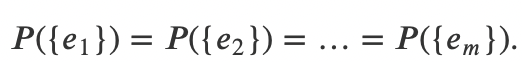 P({e₁}) = P({e₂}) = … = P({eₘ}).